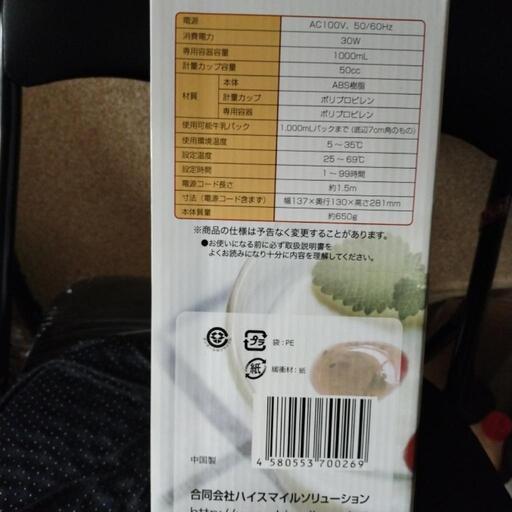 電源 AC100V、50/60Hz
消費電力 30W
専用容器容量 1000mL
計量カップ容量 50cc
材質 本体 ABS樹脂
計量カップ ポリプロピレン
専用容器 ポリプロピレン
使用可能牛乳パック 1,000mLパックまで(底辺7cm角のもの)
使用環境温度 5～35℃
設定温度 25～69℃
設定時間 1～99時間
電源コード長さ 約1.5m
寸法(電源コード含まず) 幅137×奥行130×高さ281mm
本体質量 約650g
※商品の仕様は予告なく変更することがあります。
●お使いになる前に必ず取扱説明書を
よくお読みになり十分に内容を理解してください。
プラ 袋:PE
紙 緩衝材:紙
中国製
4 580553 700269
合同会社ハイスマイルソリューション